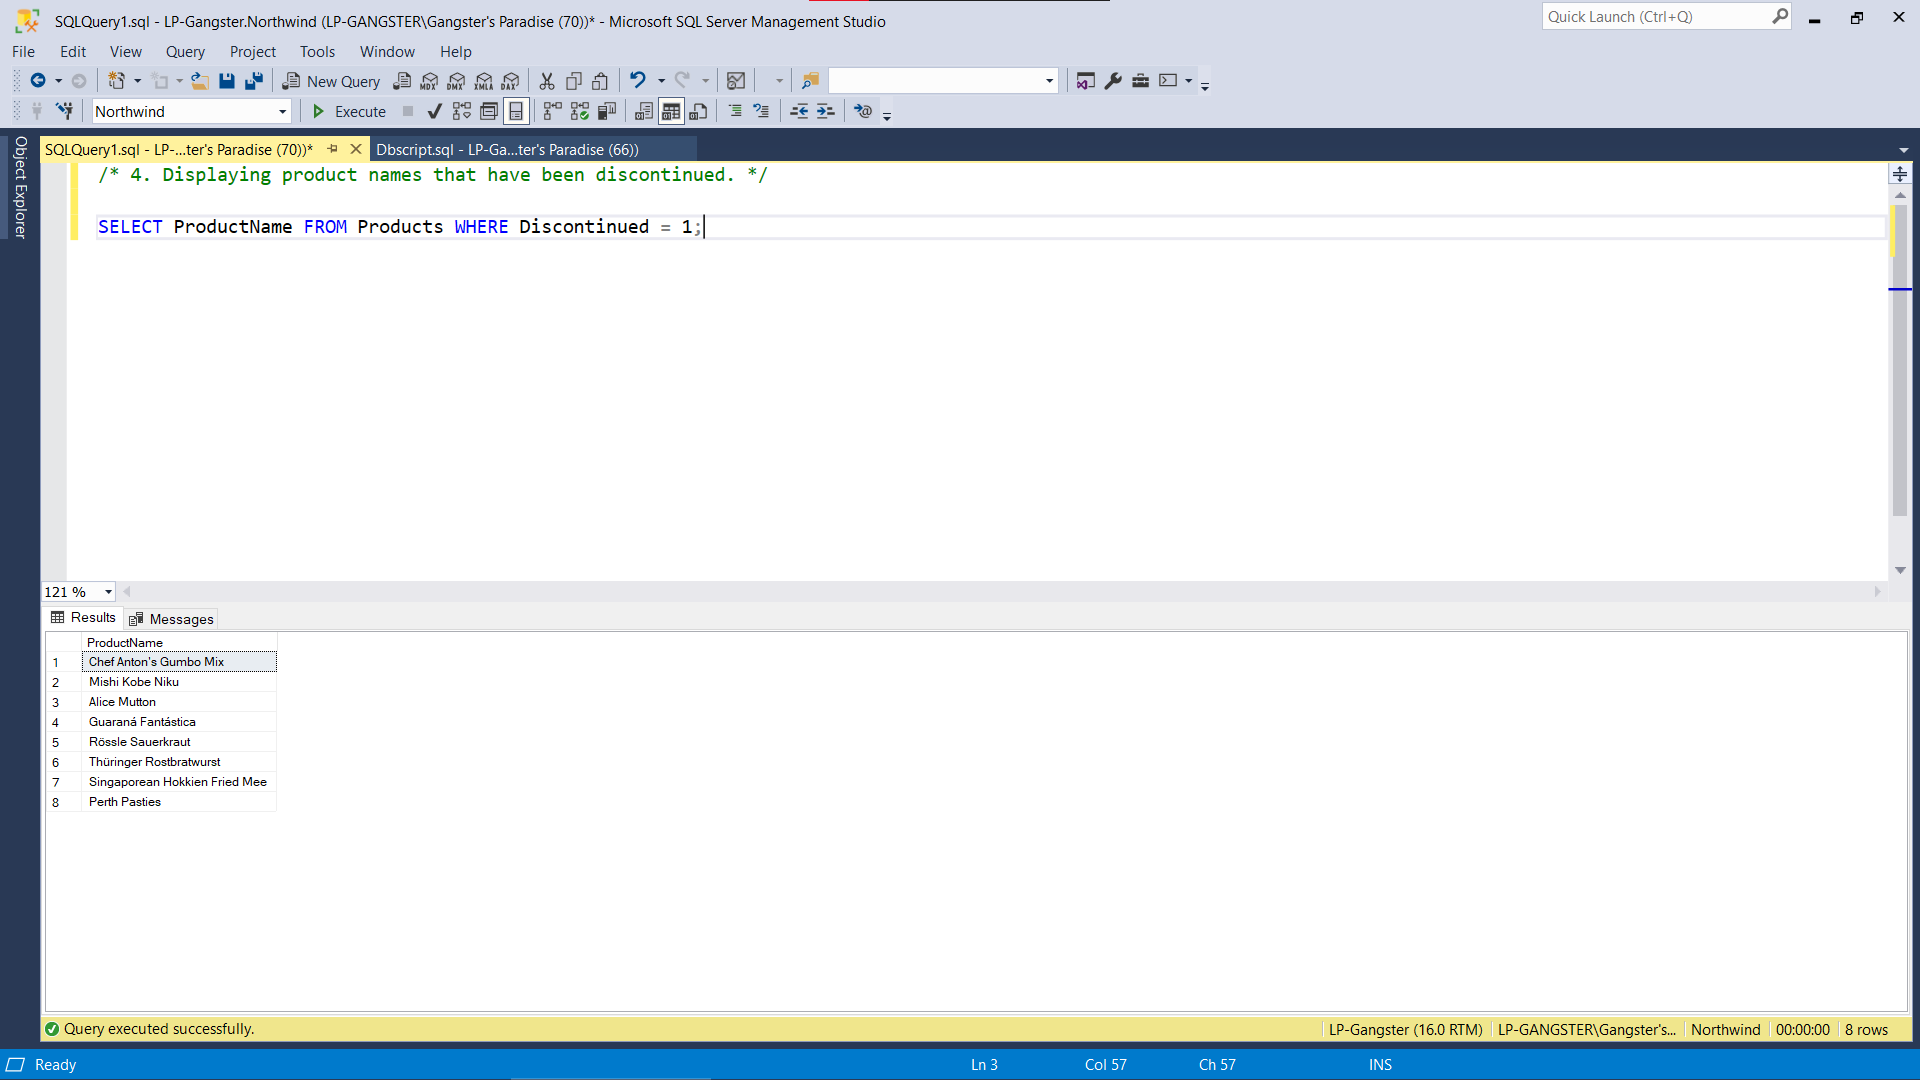 SQLQuery1.sql - LP-Gangster.Northwind (LP-GANGSTER\Gangster's Paradise (70))* - Microsoft SQL Server Management Studio
Quick Launch (Ctrl+Q)
File Edit View Query Project Tools Window Help
New Query MDX DMX XMLA DAX
Northwind Execute
Object Explorer
SQLQuery1.sql - LP-...ter's Paradise (70))* Dbscript.sql - LP-Ga...ter's Paradise (66))
/* 4. Displaying product names that have been discontinued. */
SELECT ProductName FROM Products WHERE Discontinued = 1;
121 %
Results Messages
ProductName
1 Chef Anton's Gumbo Mix
2 Mishi Kobe Niku
3 Alice Mutton
4 Guaraná Fantástica
5 Rössle Sauerkraut
6 Thüringer Rostbratwurst
7 Singaporean Hokkien Fried Mee
8 Perth Pasties
Query executed successfully. LP-Gangster (16.0 RTM) LP-GANGSTER\Gangster's... Northwind 00:00:00 8 rows
Ready Ln 3 Col 57 Ch 57 INS